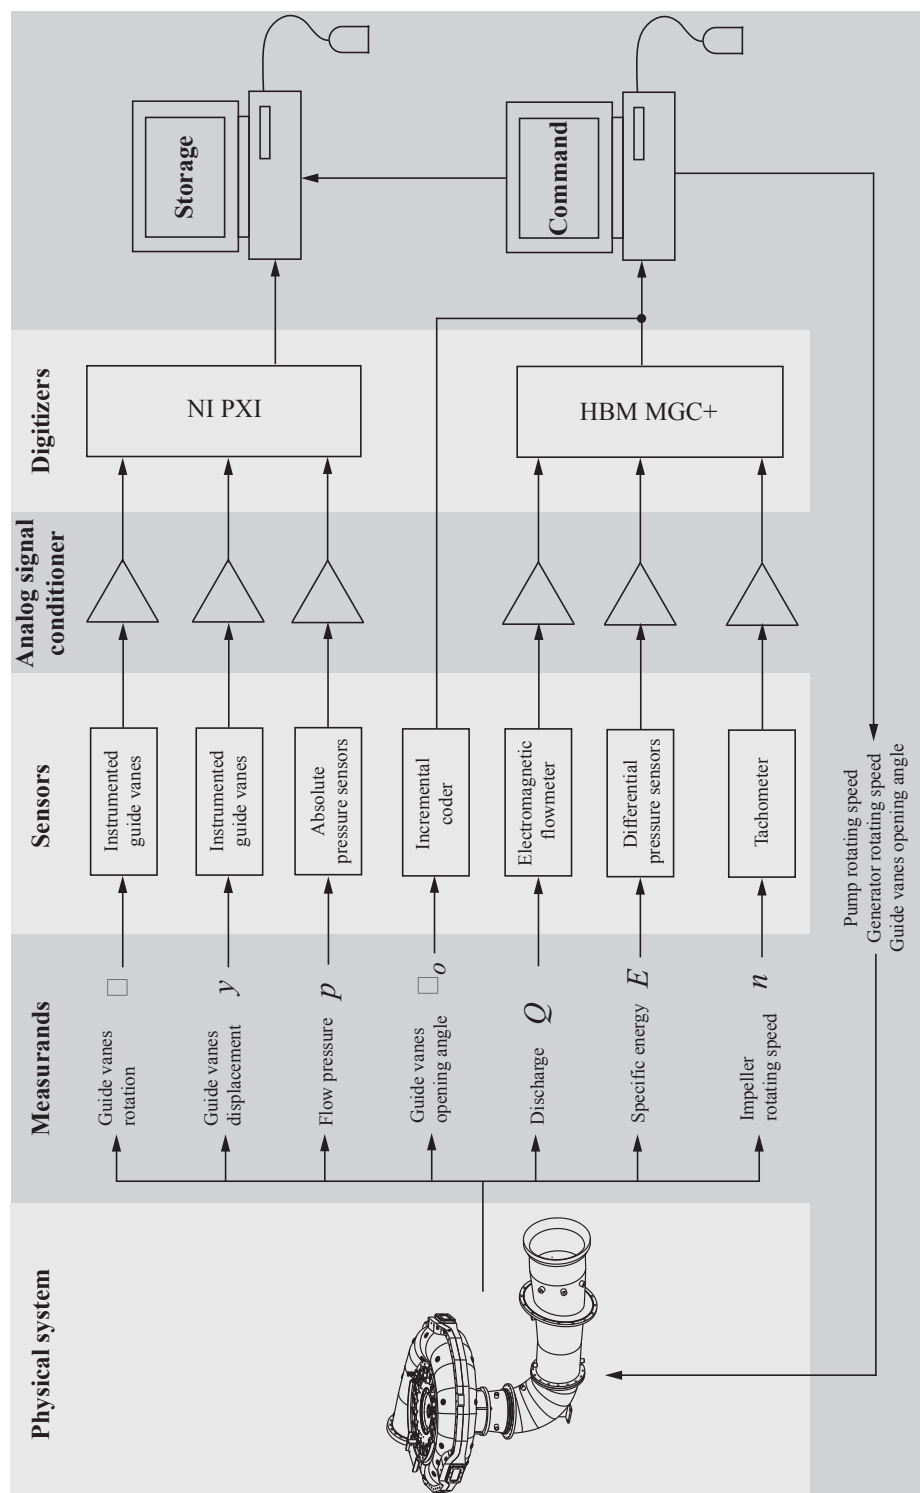 Physical system
Measurands
Sensors
Analog signal
conditioner
Digitizers
Guide vanes
rotation
□
Instrumented
guide vanes
Guide vanes
displacement
y
Instrumented
guide vanes
Flow pressure
p
Absolute
pressure sensors
NI PXI
Storage
Guide vanes
opening angle
□o
Incremental
coder
Discharge
Q
Electromagnetic
flowmeter
Specific energy
E
Differential
pressure sensors
Impeller
rotating speed
n
Tachometer
HBM MGC+
Command
Pump rotating speed
Generator rotating speed
Guide vanes opening angle